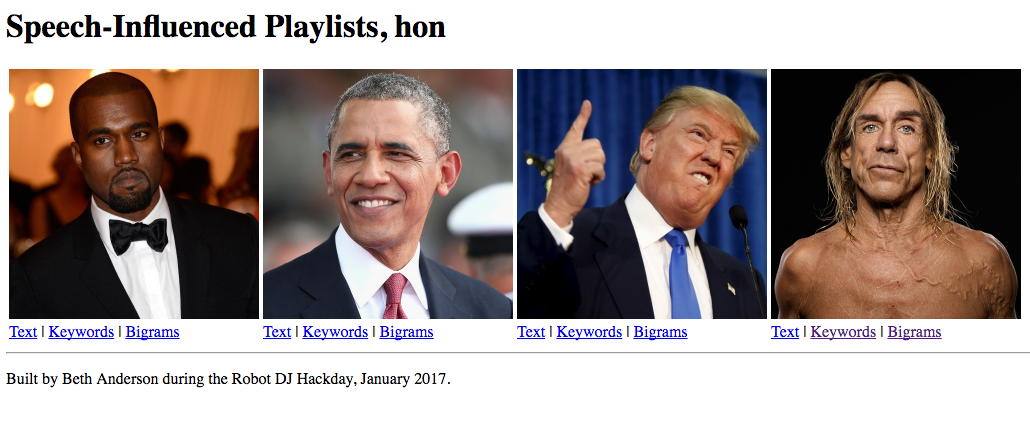 Speech-Influenced Playlists, hon
Text | Keywords | Bigrams
Text | Keywords | Bigrams
Text | Keywords | Bigrams
Text | Keywords | Bigrams
Built by Beth Anderson during the Robot DJ Hackday, January 2017.